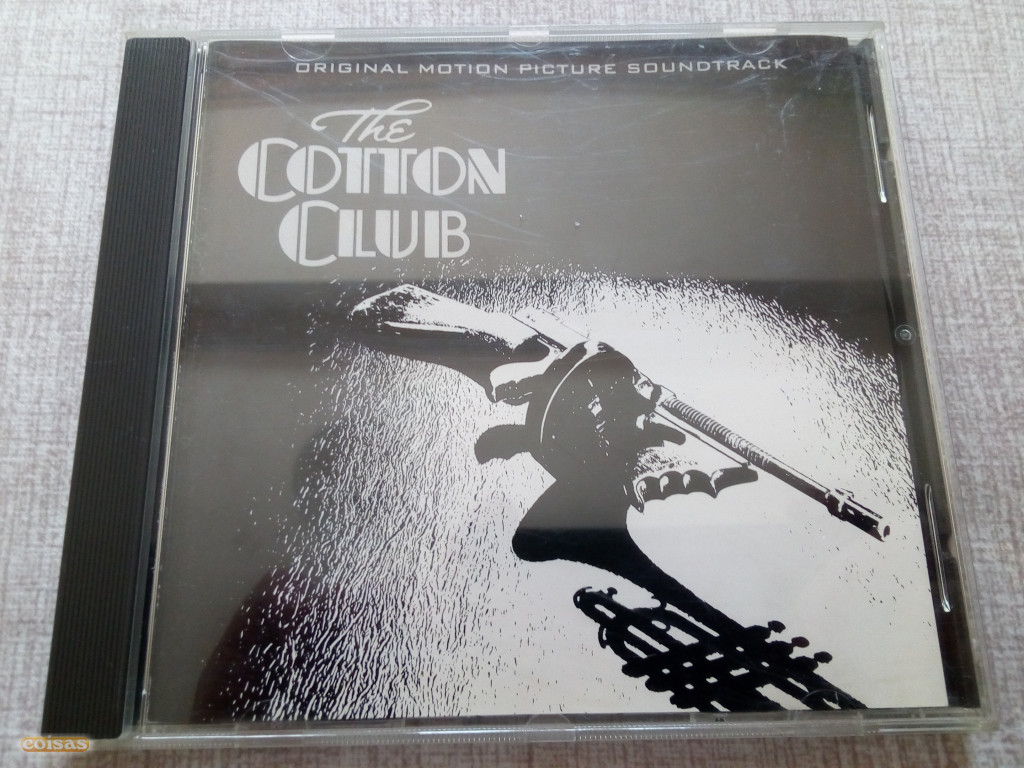 ORIGINAL MOTION PICTURE SOUNDTRACK
The
COTTON
CLUB
coisas